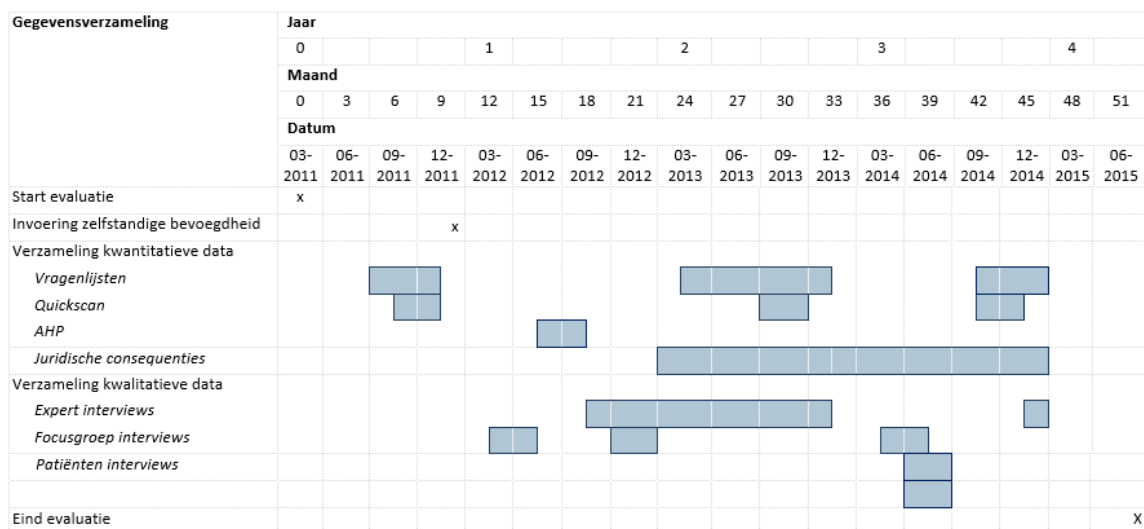 Gegevensverzameling Jaar
0 1 2 3 4
Maand
0 3 6 9 12 15 18 21 24 27 30 33 36 39 42 45 48 51
Datum
03- 06- 09- 12- 03- 06- 09- 12- 03- 06- 09- 12- 03- 06- 09- 12- 03- 06-
2011 2011 2011 2011 2012 2012 2012 2012 2013 2013 2013 2013 2014 2014 2014 2014 2015 2015
Start evaluatie x
Invoering zelfstandige bevoegdheid x
Verzameling kwantitatieve data
Vragenlijsten
Quickscan
AHP
Juridische consequenties
Verzameling kwalitatieve data
Expert interviews
Focusgroep interviews
Patiënten interviews
Eind evaluatie X